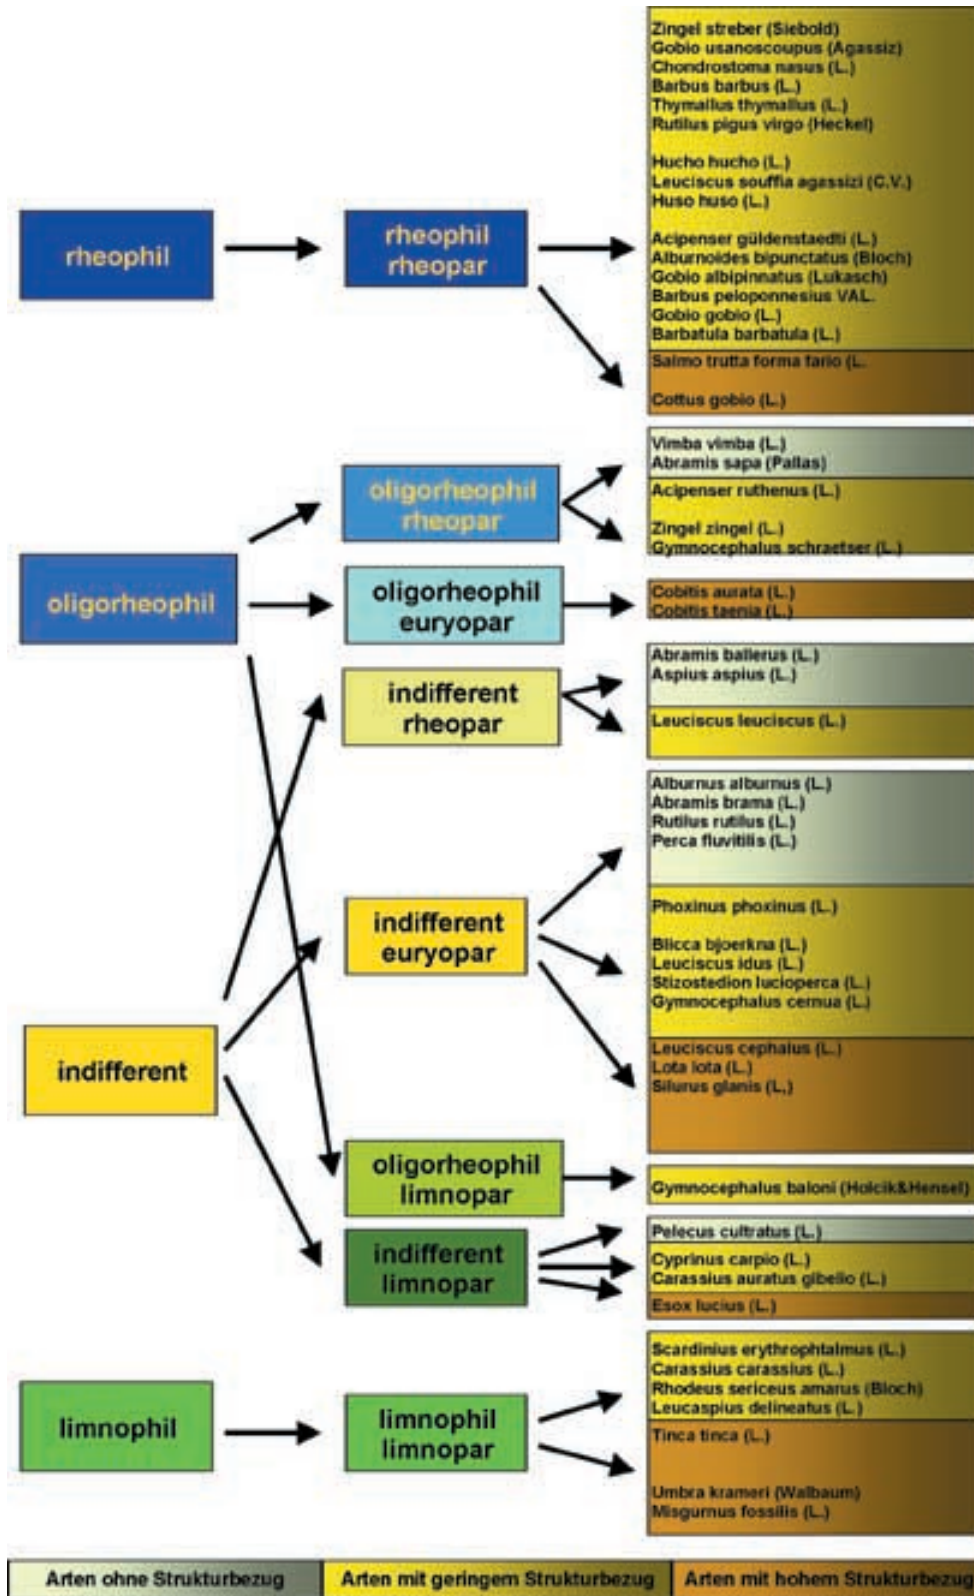 Zingel streber (Siebold)
Gobio usanoscoupus (Agassiz)
Chondrostoma nasus (L.)
Barbus barbus (L.)
Thymallus thymallus (L.)
Rutilus pigus virgo (Heckel)
Hucho hucho (L.)
Leuciscus souffia agassizi (C.V.)
Huso huso (L.)
Acipenser güldenstaedti (L.)
Alburnoides bipunctatus (Bloch)
Gobio albipinnatus (Lukasch)
Barbus peloponnesius VAL.
Gobio gobio (L.)
Barbatula barbatula (L.)
rheophil
rheophil
rheopar
Salmo trutta forma fario (L.
Cottus gobio (L.)
Vimba vimba (L.)
Abramis sapa (Pallas)
oligorheophil
rheopar
Acipenser ruthenus (L.)
Zingel zingel (L.)
Gymnocephalus schraetser (L.)
oligorheophil
oligorheophil
euryopar
Cobitis aurata (L.)
Cobitis taenia (L.)
indifferent
rheopar
Abramis ballerus (L.)
Aspius aspius (L.)
Leuciscus leuciscus (L.)
Alburnus alburnus (L.)
Abramis brama (L.)
Rutilus rutilus (L.)
Perca fluvitilis (L.)
indifferent
euryopar
Phoxinus phoxinus (L.)
Blicca bjoerkna (L.)
Leuciscus idus (L.)
Stizostedion lucioperca (L.)
Gymnocephalus cernua (L.)
indifferent
Leuciscus cephalus (L.)
Lota lota (L.)
Silurus glanis (L,)
oligorheophil
limnopar
Gymnocephalus baloni (Holcik&Hensel)
indifferent
limnopar
Pelecus cultratus (L.)
Cyprinus carpio (L.)
Carassius auratus gibelio (L.)
Esox lucius (L.)
limnophil
limnophil
limnopar
Scardinius erythrophtalmus (L.)
Carassius carassius (L.)
Rhodeus sericeus amarus (Bloch)
Leucaspius delineatus (L.)
Tinca tinca (L.)
Umbra krameri (Walbaum)
Misgurnus fossilis (L.)
Arten ohne Strukturbezug
Arten mit geringem Strukturbezug
Arten mit hohem Strukturbezug